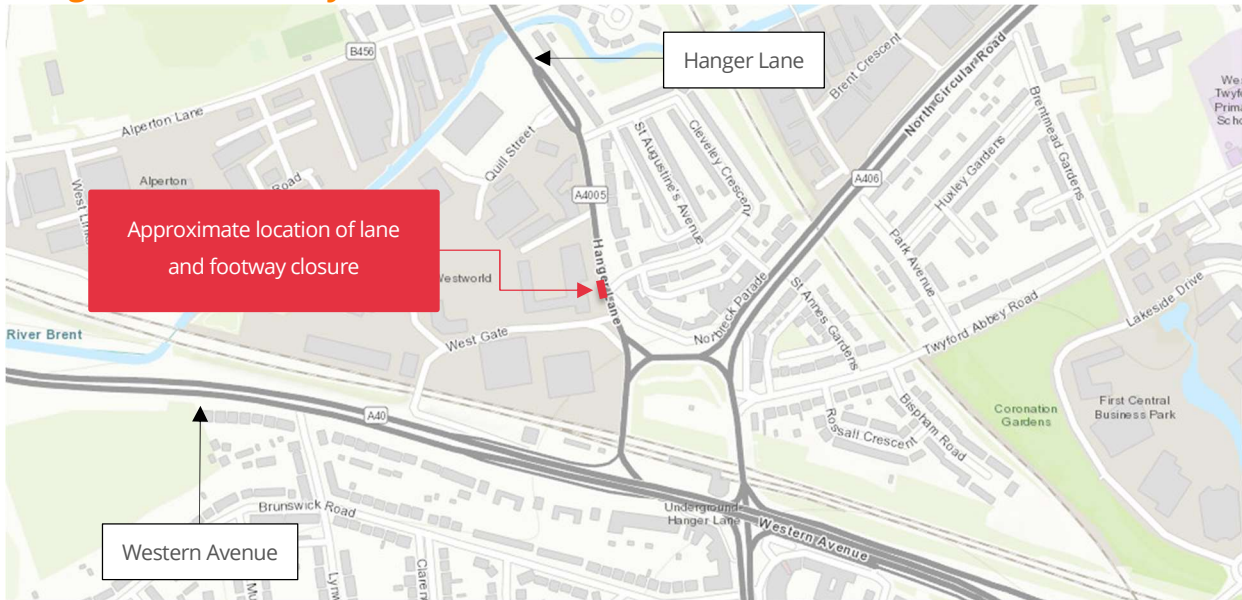 Hanger Lane
B456
Alperton Lane
Brent Crescent
North Circular Road
Brentmead Gardens
Quill Street
St Augustine's Avenue
Cleveley Crescent
Huxley Gardens
A4005
A406
Alperton
Road
Approximate location of lane
and footway closure
Hanger Lane
Westworld
Park Avenue
Norbreck Parade
St Annes Gardens
Twyford Abbey Road
Lakeside Drive
River Brent
West Gate
A40
Rossall Crescent
Bispham Road
Coronation
Gardens
First Central
Business Park
Brunswick Road
Underground
Hanger Lane
Western Avenue
Western Avenue